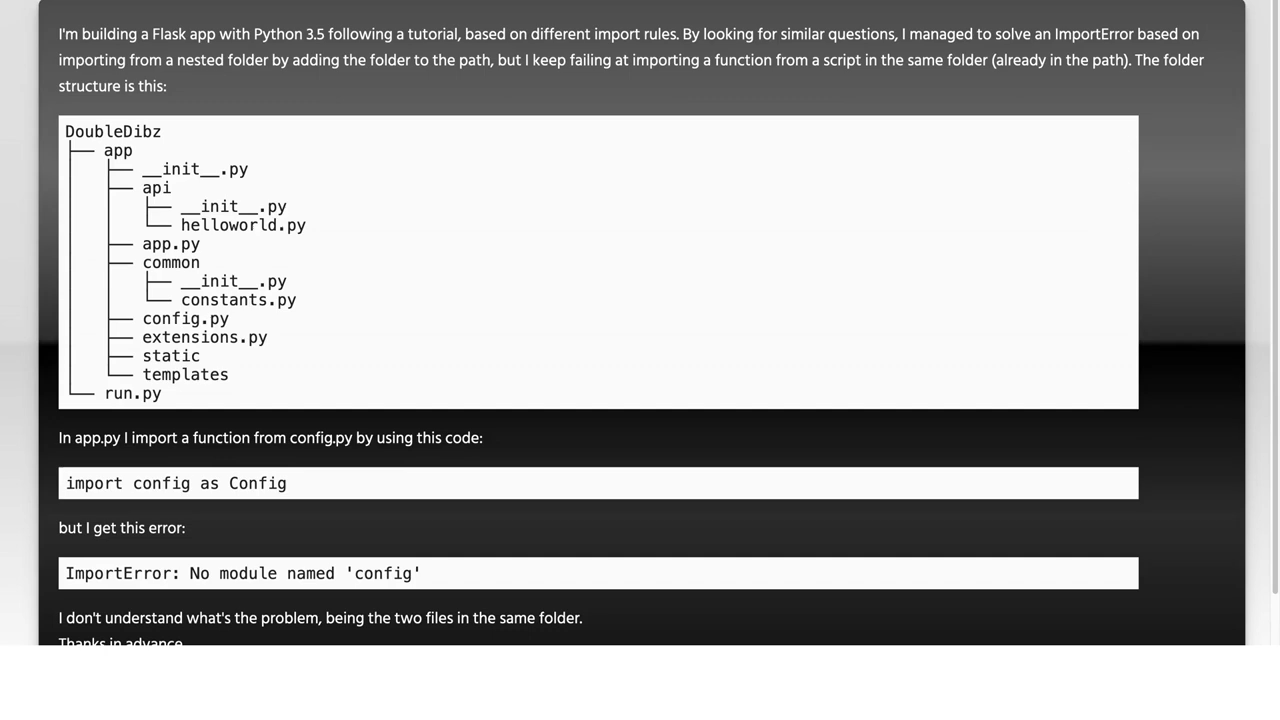 I'm building a Flask app with Python 3.5 following a tutorial, based on different import rules. By looking for similar questions, I managed to solve an ImportError based on
importing from a nested folder by adding the folder to the path, but I keep failing at importing a function from a script in the same folder (already in the path). The folder
structure is this:
DoubleDibz
├── app
│   ├── __init__.py
│   ├── api
│   │   ├── __init__.py
│   │   └── helloworld.py
│   ├── app.py
│   ├── common
│   │   ├── __init__.py
│   │   └── constants.py
│   ├── config.py
│   ├── extensions.py
│   ├── static
│   └── templates
└── run.py
In app.py I import a function from config.py by using this code:
import config as Config
but I get this error:
ImportError: No module named 'config'
I don't understand what's the problem, being the two files in the same folder.
Thanks in advance